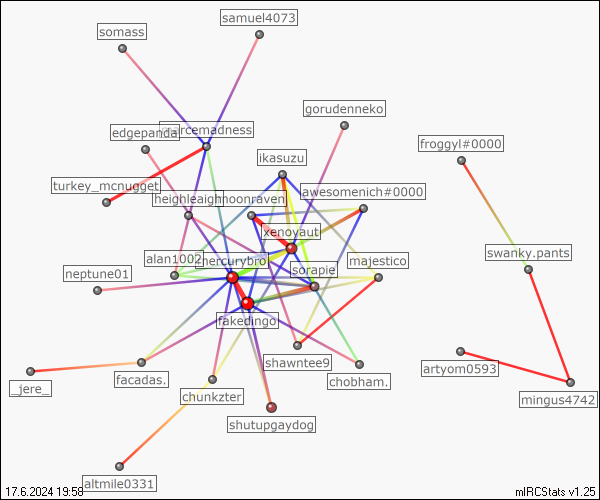 samuel4073
somass
gorudenneko
edgepanda
marcemadness
froggyl#0000
ikasuzu
turkey_mcnugget
awesomenich#0000
heighleaigh
moonraven
xenoyaut
swanky.pants
alan1002
mercurybro
majestico
sorapie
neptune01
fakedingo
shawntee9
artyom0593
_jere_
facadas.
chobham.
chunkzter
mingus4742
shutupgaydog
altmile0331
17.6.2024 19:58
mIRCStats v1.25